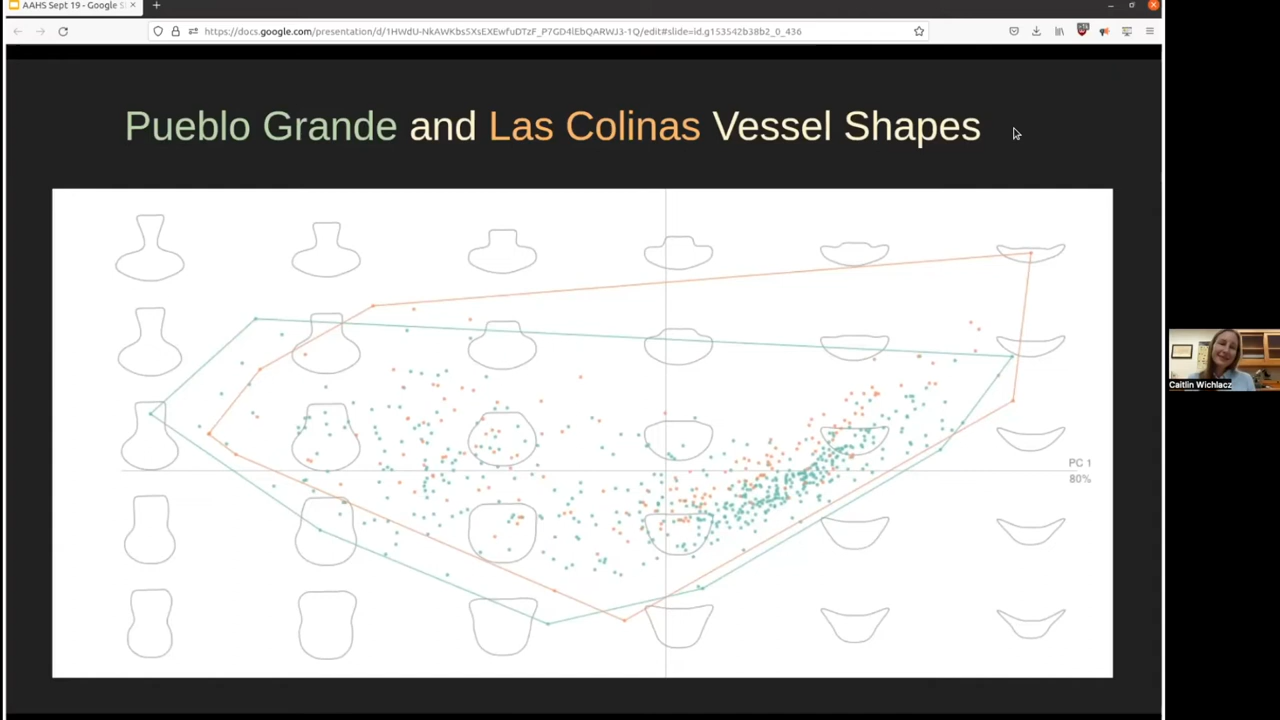 AAHS Sept 19 - Google S
https://docs.google.com/presentation/d/1HWdU-NkAWKbs5XsEXEwfuDTzF_P7GD4lEbQARWJ3-1Q/edit#slide=id.g153542b38b2_0_436
Pueblo Grande and Las Colinas Vessel Shapes
PC 1
80%
Caitlin Wichlacz